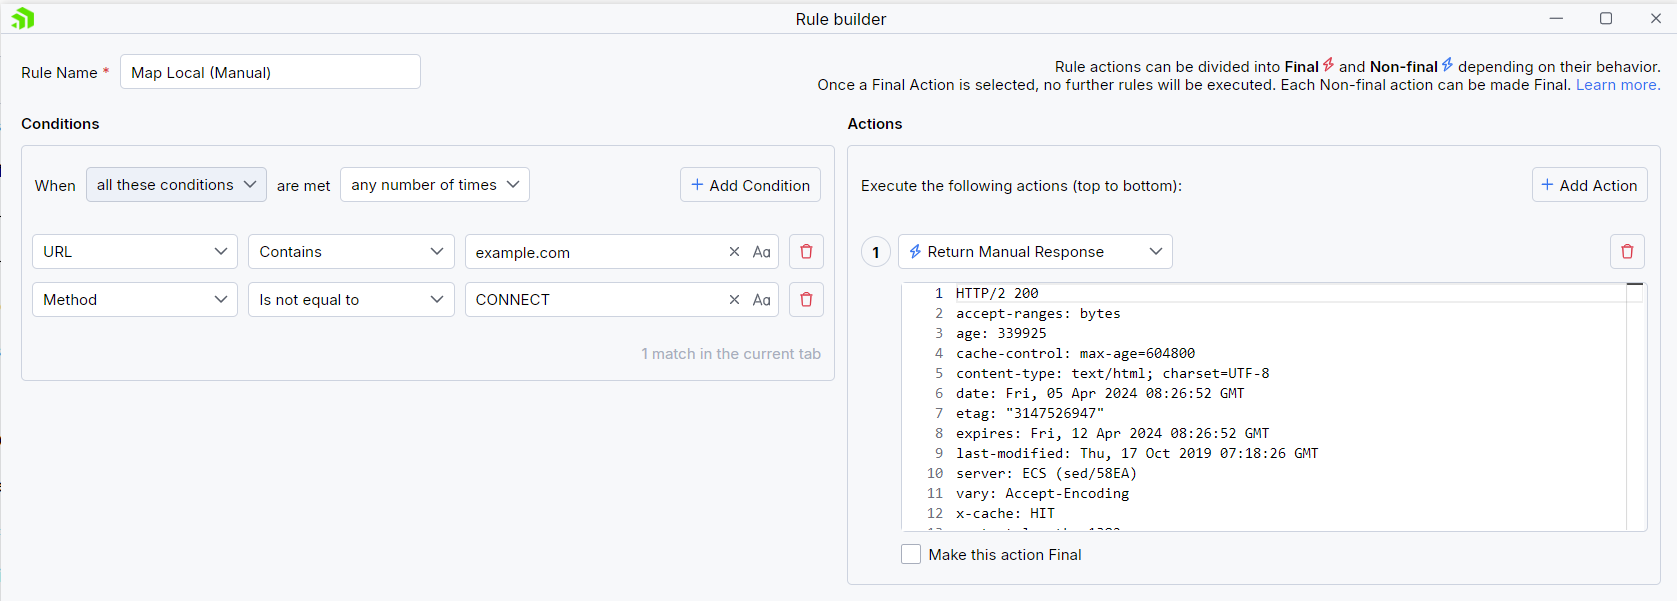 Rule builder
Rule Name *
Map Local (Manual)
Rule actions can be divided into Final and Non-final depending on their behavior.
Once a Final Action is selected, no further rules will be executed. Each Non-final action can be made Final. Learn more.
Conditions
When all these conditions are met any number of times + Add Condition
URL Contains example.com Aa
Method Is not equal to CONNECT Aa
1 match in the current tab
Actions
Execute the following actions (top to bottom): + Add Action
1 Return Manual Response
1 HTTP/2 200
2 accept-ranges: bytes
3 age: 339925
4 cache-control: max-age=604800
5 content-type: text/html; charset=UTF-8
6 date: Fri, 05 Apr 2024 08:26:52 GMT
7 etag: "3147526947"
8 expires: Fri, 12 Apr 2024 08:26:52 GMT
9 last-modified: Thu, 17 Oct 2019 07:18:26 GMT
10 server: ECS (sed/58EA)
11 vary: Accept-Encoding
12 x-cache: HIT
Make this action Final